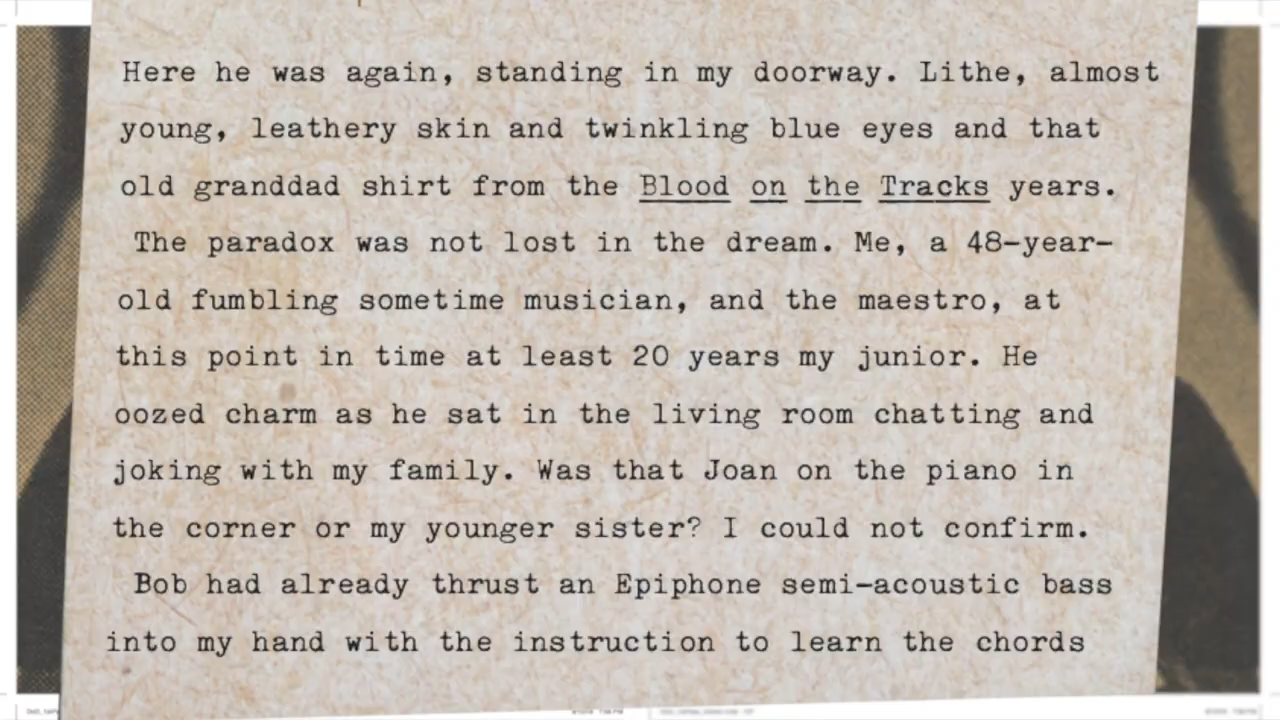 Here he was again, standing in my doorway. Lithe, almost
young, leathery skin and twinkling blue eyes and that
old granddad shirt from the Blood on the Tracks years.
The paradox was not lost in the dream. Me, a 48-year-
old fumbling sometime musician, and the maestro, at
this point in time at least 20 years my junior. He
oozed charm as he sat in the living room chatting and
joking with my family. Was that Joan on the piano in
the corner or my younger sister? I could not confirm.
Bob had already thrust an Epiphone semi-acoustic bass
into my hand with the instruction to learn the chords